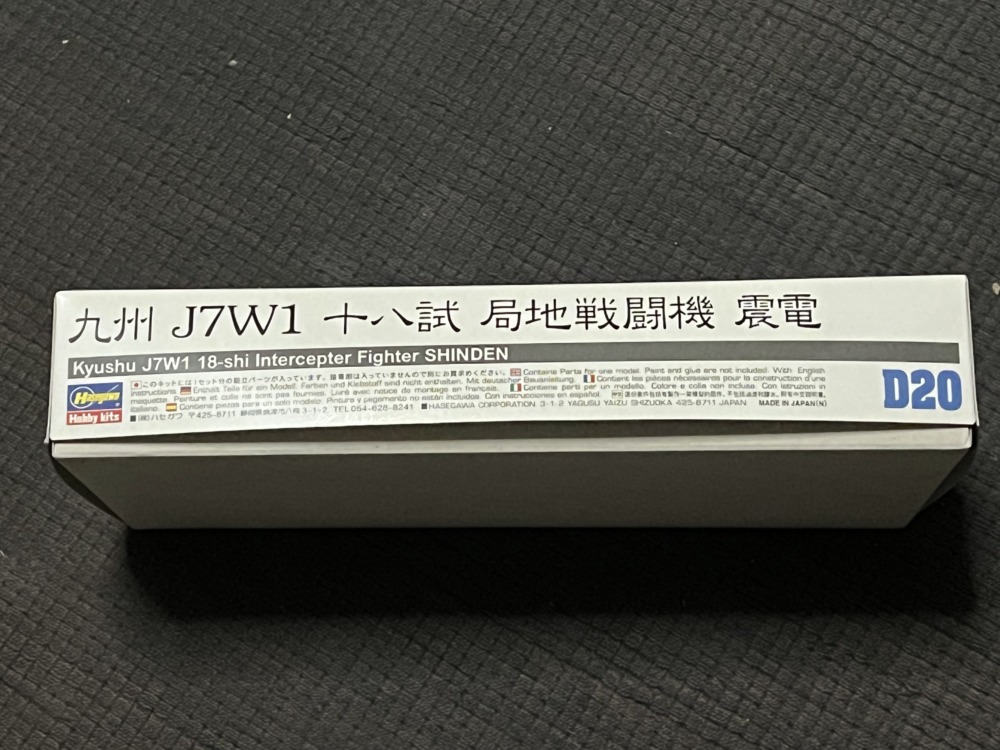 九州 J7W1 十八試 局地戦闘機 震電
Kyushu J7W1 18-shi Intercepter Fighter SHINDEN
Hasegawa
Hobby kits
このキットには1セット分の組立パーツが入っています。接着剤は入っていませんので別にお買求めください。 Contains Parts for one model. Paint and glue are not included. With English
instructions. Enthält Teile für ein Modell. Farben und Klebstoff sind nicht enthalten. Mit deutscher Bauanleitung. Contient les pièces nécessaires pour la construction d'une
maquette. Peinture et colle ne sont pas fournies. Livré avec notice de montage en français. Contiene parti per un modello. Colore e colla non inclusi. Con istruzioni in
italiano. Contiene piezas para un solo modelo. Pintura y pegamento no están incluidos. Con instrucciones en español.
■(株)ハセガワ 〒425-8711 静岡県焼津市八楠3-1-2 TEL 054-628-8241 ■HASEGAWA CORPORATION 3-1-2 YAGUSU YAIZU SHIZUOKA 425-8711 JAPAN MADE IN JAPAN(N)
D20